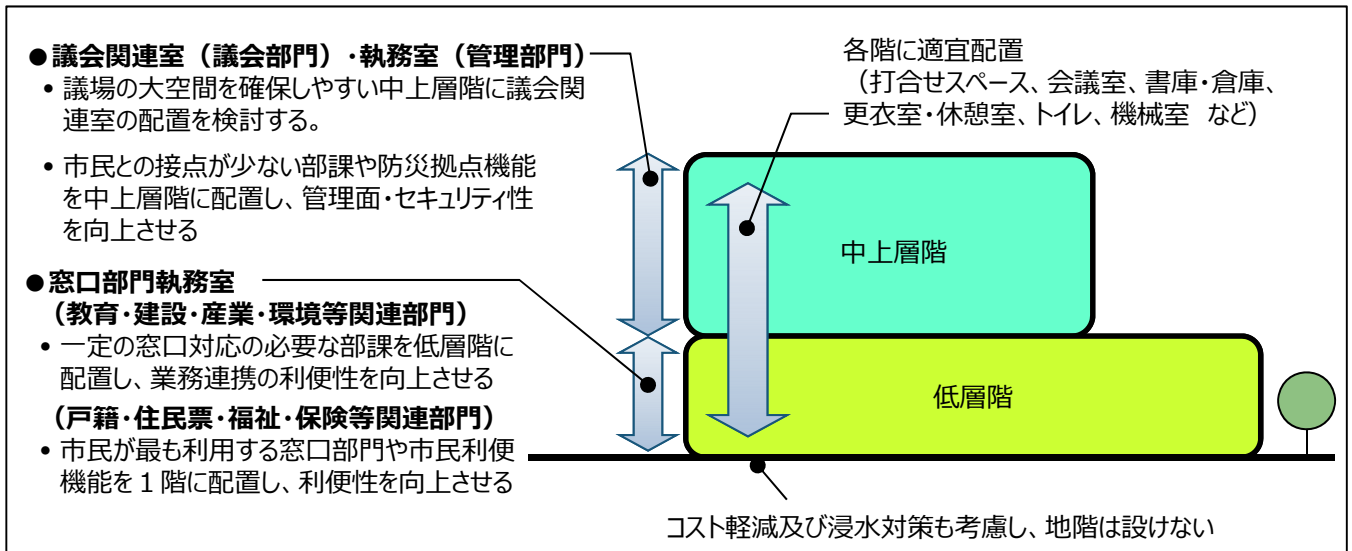 ●議会関連室（議会部門）・執務室（管理部門）
• 議場の大空間を確保しやすい中上層階に議会関
連室の配置を検討する。
• 市民との接点が少ない部課や防災拠点機能
を中上層階に配置し、管理面・セキュリティ性
を向上させる
●窓口部門執務室
（教育・建設・産業・環境等関連部門）
• 一定の窓口対応の必要な部課を低層階に
配置し、業務連携の利便性を向上させる
（戸籍・住民票・福祉・保険等関連部門）
• 市民が最も利用する窓口部門や市民利便
機能を１階に配置し、利便性を向上させる
各階に適宜配置
（打合せスペース、会議室、書庫・倉庫、
更衣室・休憩室、トイレ、機械室　など）
中上層階
低層階
コスト軽減及び浸水対策も考慮し、地階は設けない